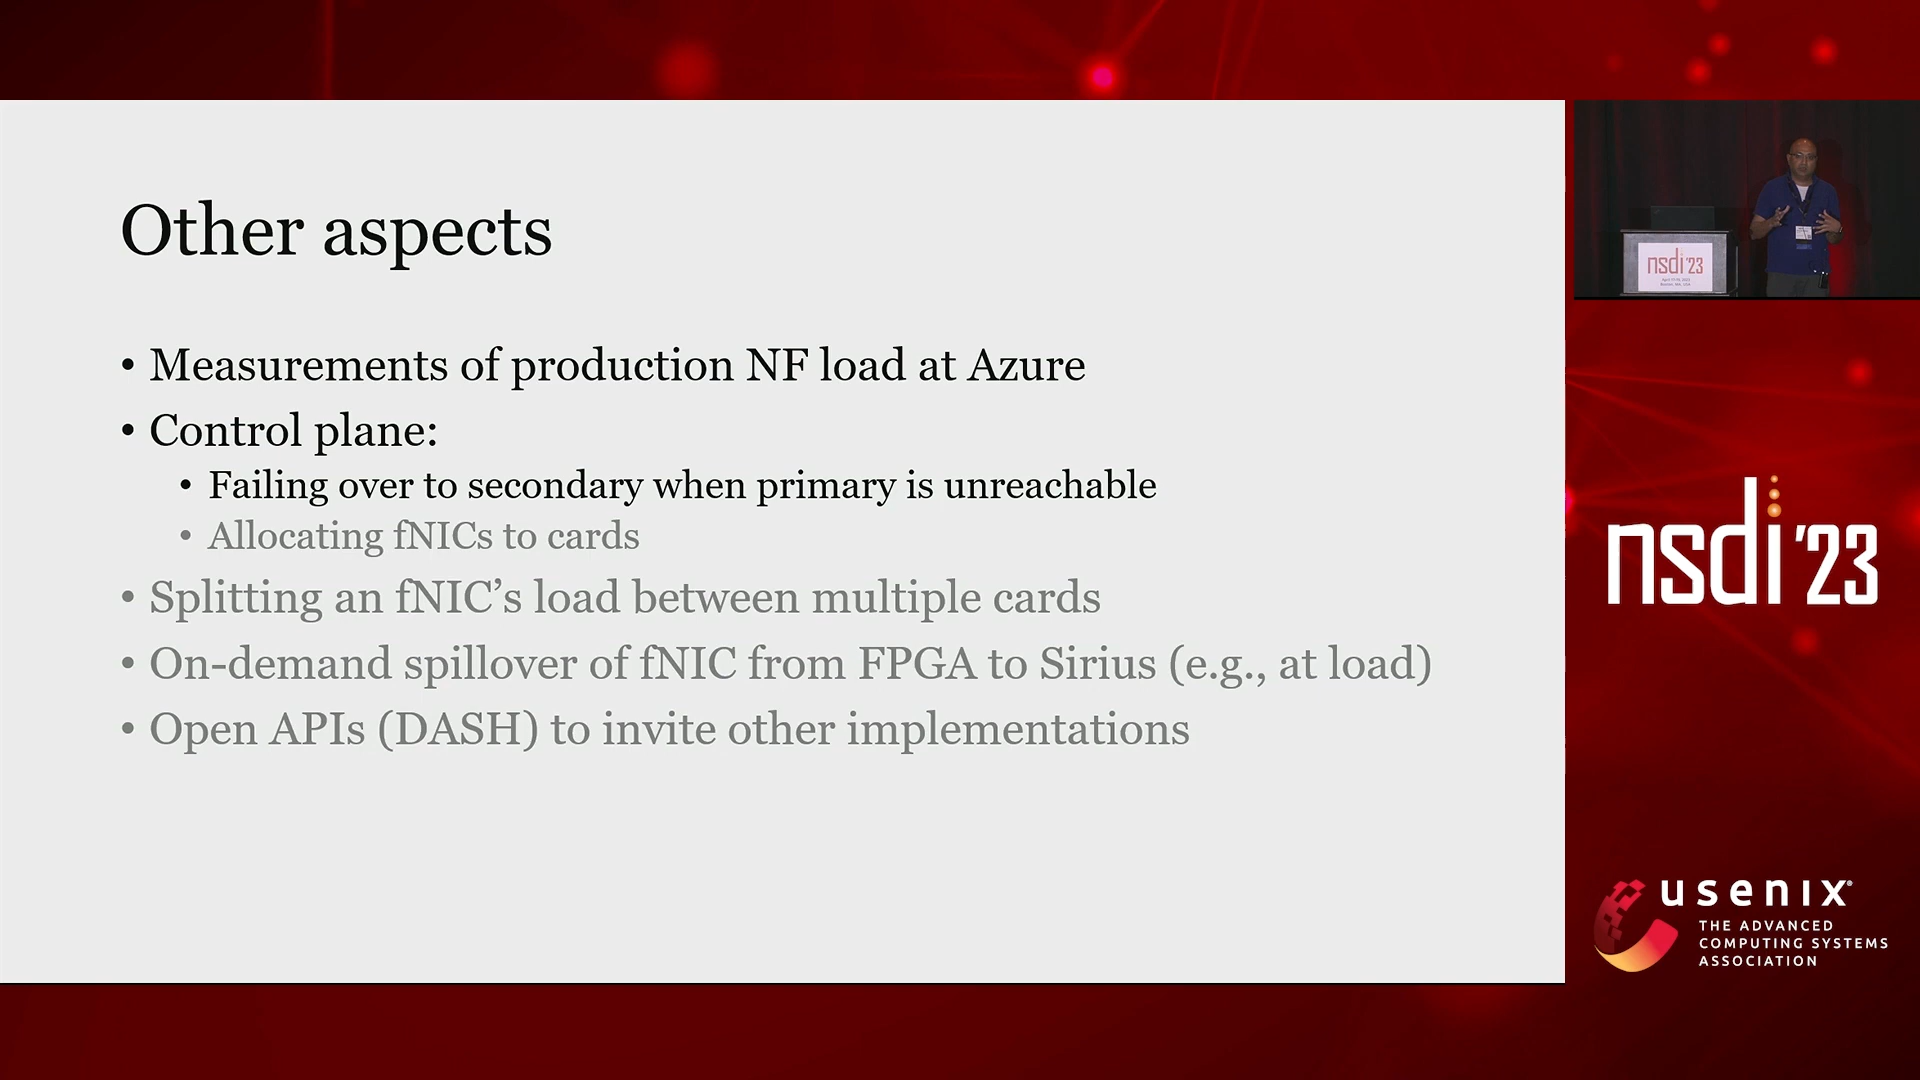 Other aspects
• Measurements of production NF load at Azure
• Control plane:
• Failing over to secondary when primary is unreachable
• Allocating fNICs to cards
• Splitting an fNIC’s load between multiple cards
• On-demand spillover of fNIC from FPGA to Sirius (e.g., at load)
• Open APIs (DASH) to invite other implementations
nsdi '23
nsdi '23
usenix®
THE ADVANCED
COMPUTING SYSTEMS
ASSOCIATION